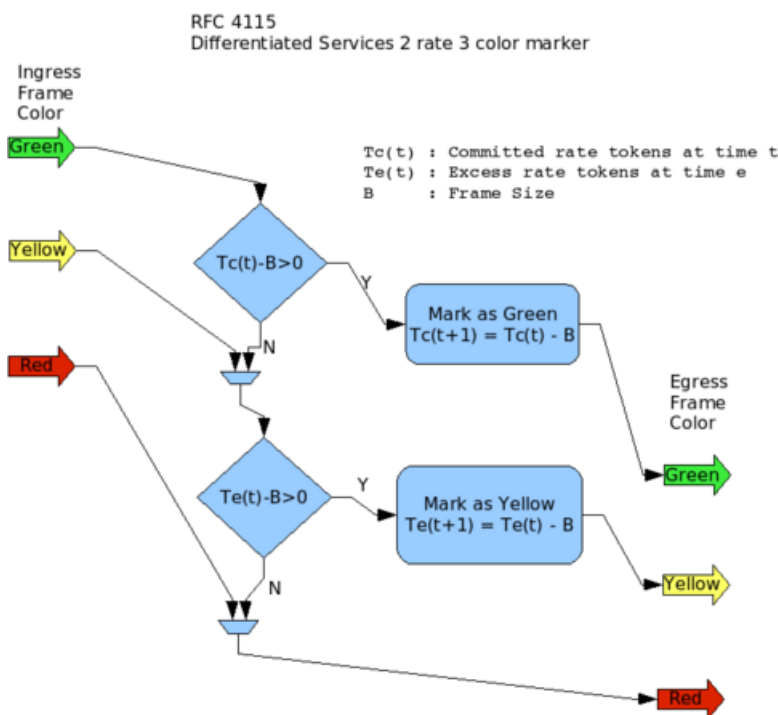 RFC 4115
Differentiated Services 2 rate 3 color marker
Ingress
Frame
Color
Green
Tc(t) : Committed rate tokens at time t
Te(t) : Excess rate tokens at time e
B : Frame Size
Yellow
Tc(t)-B>0
Y
Mark as Green
Tc(t+1) = Tc(t) - B
N
Red
Egress
Frame
Color
Green
Te(t)-B>0
Y
Mark as Yellow
Te(t+1) = Te(t) - B
N
Yellow
Red